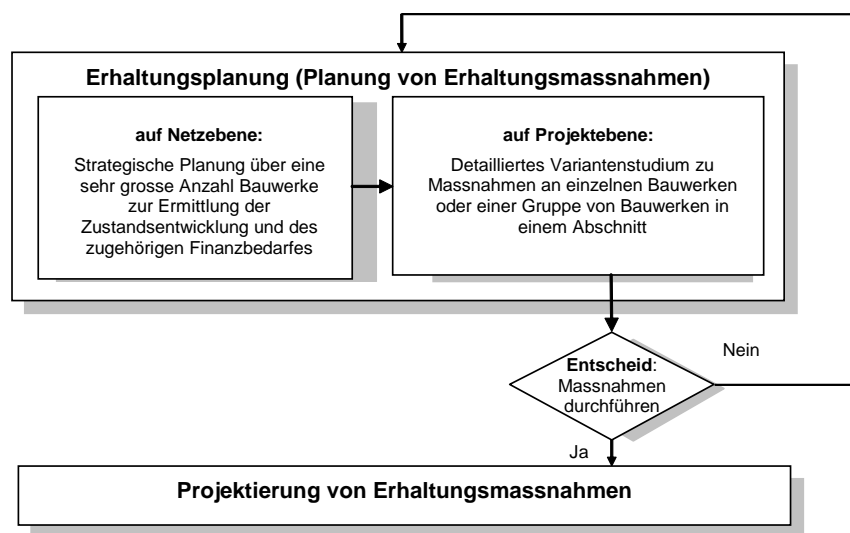 Erhaltungsplanung (Planung von Erhaltungsmassnahmen)
auf Netzebene:
Strategische Planung über eine
sehr grosse Anzahl Bauwerke
zur Ermittlung der
Zustandsentwicklung und des
zugehörigen Finanzbedarfes
auf Projektebene:
Detailliertes Variantenstudium zu
Massnahmen an einzelnen Bauwerken
oder einer Gruppe von Bauwerken in
einem Abschnitt
Entscheid:
Massnahmen
durchführen
Nein
Ja
Projektierung von Erhaltungsmassnahmen